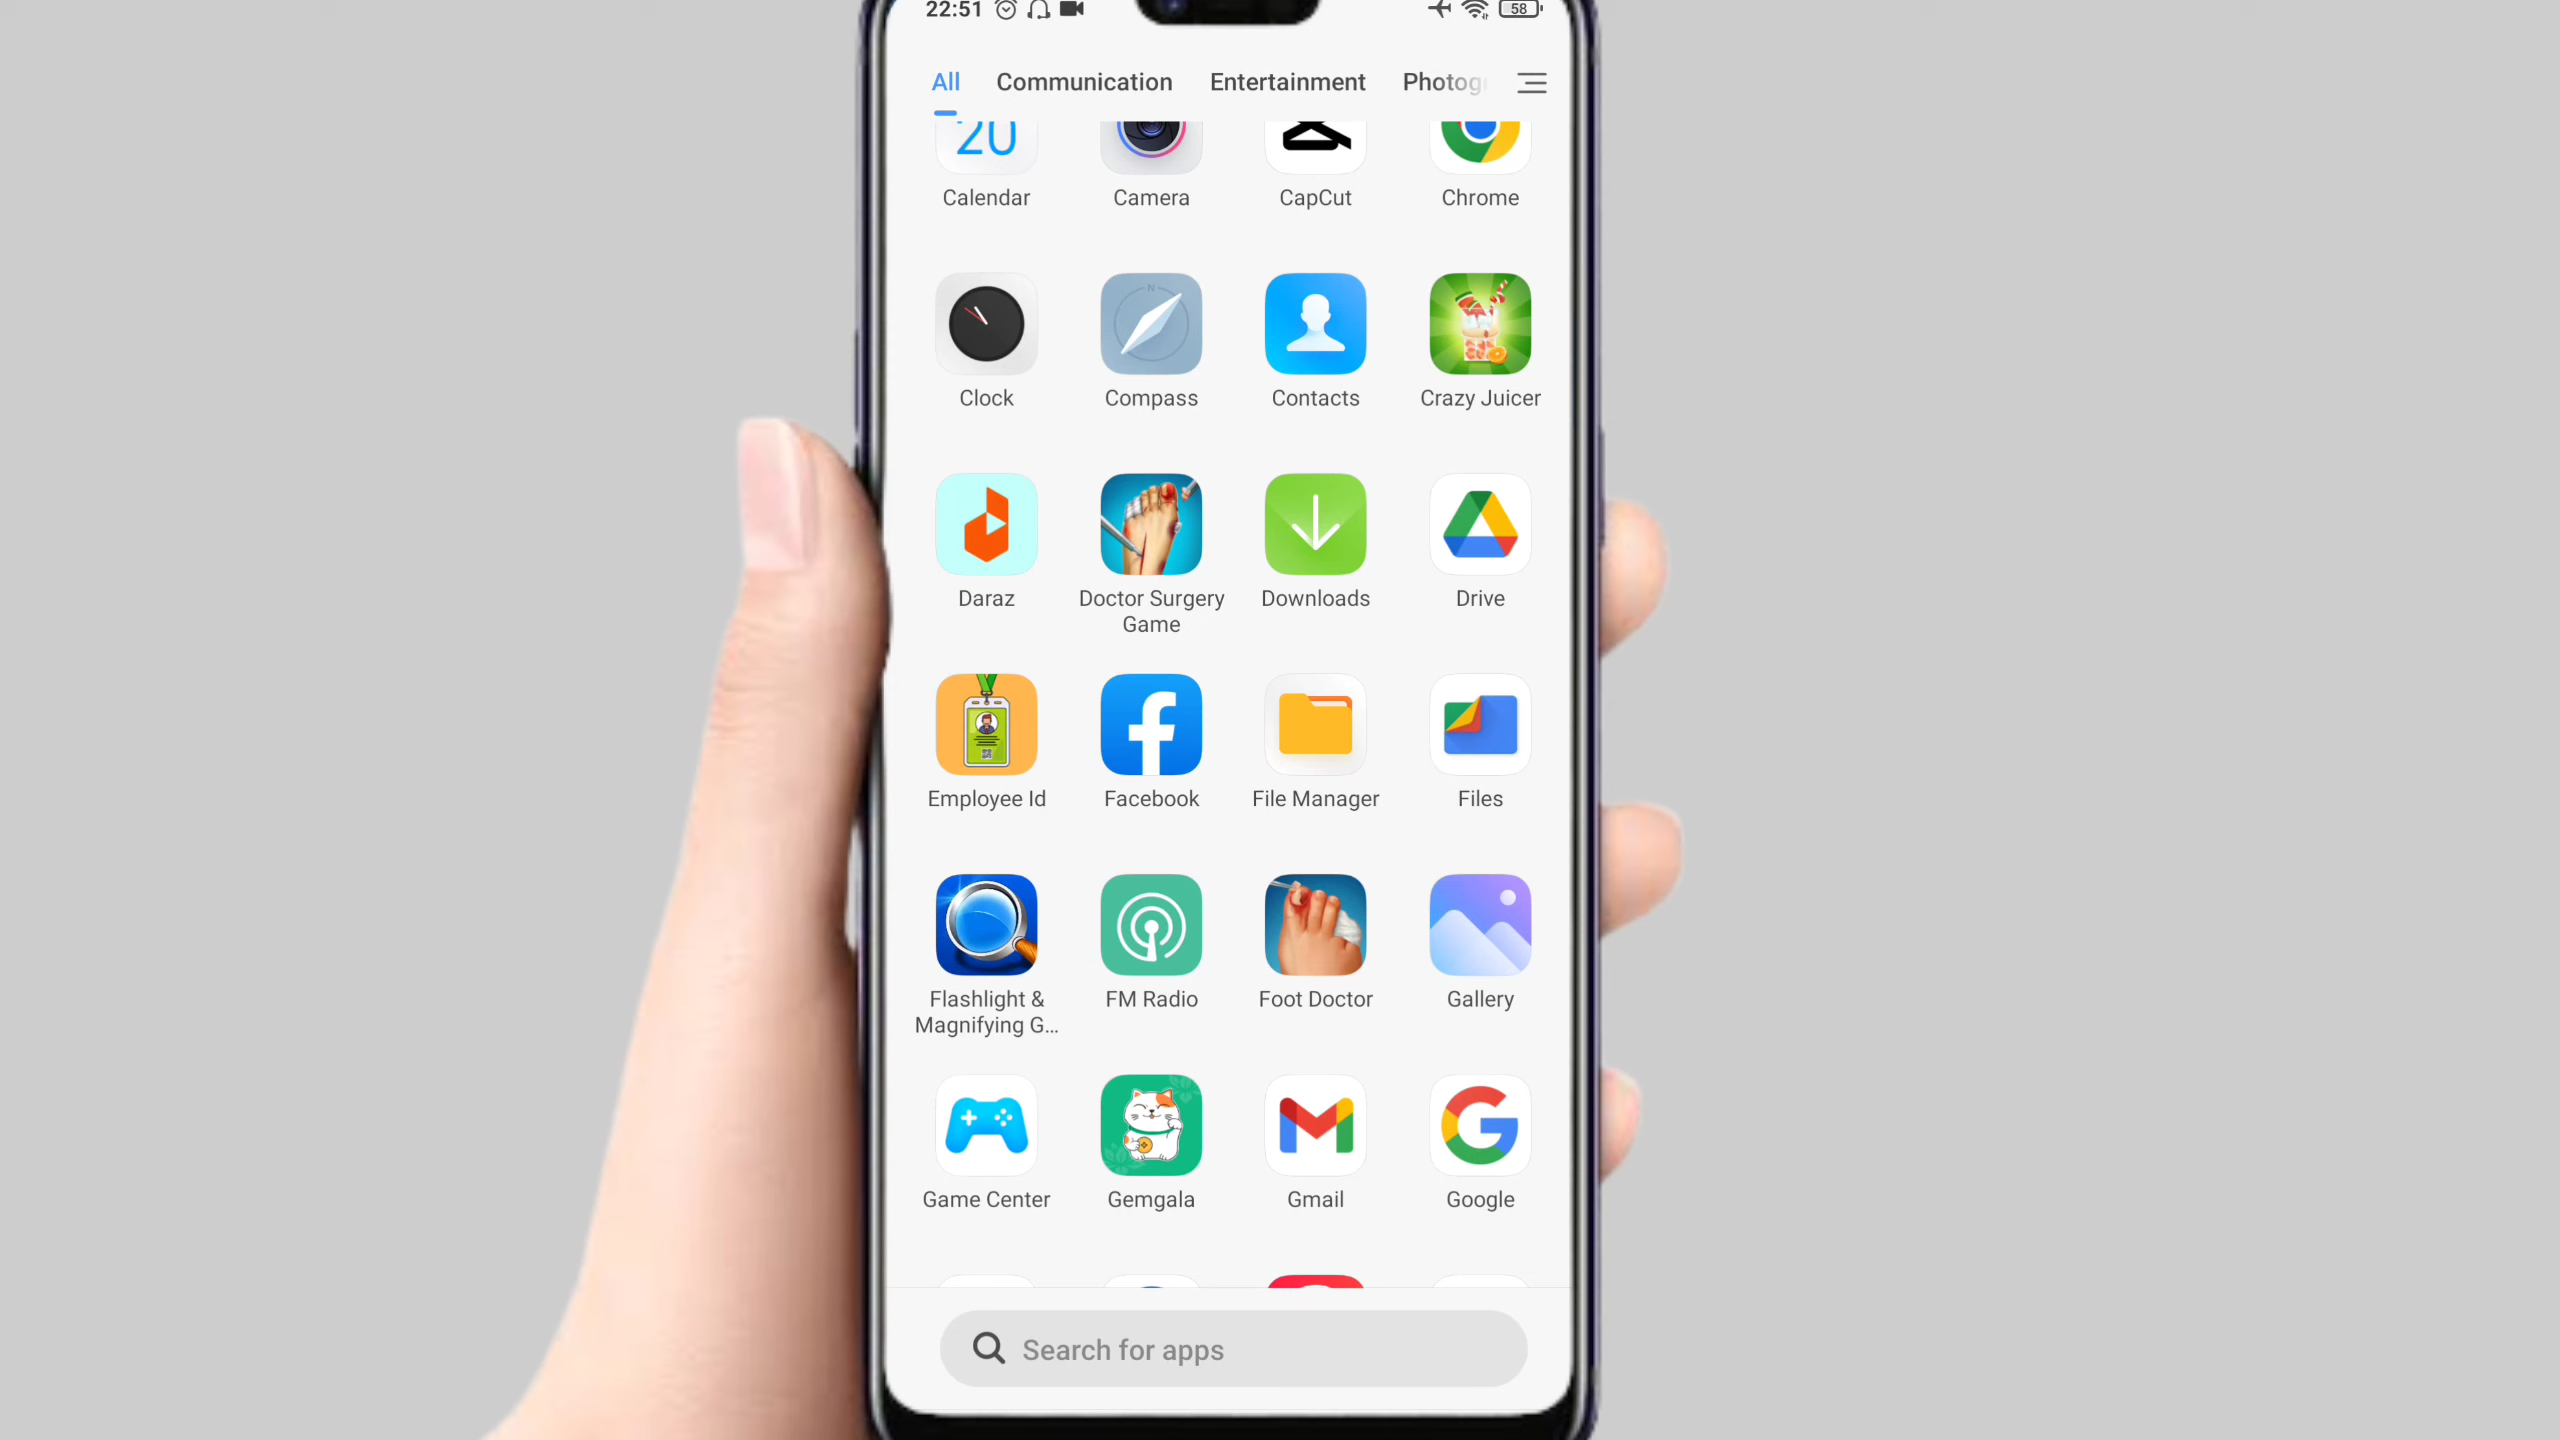 22:51
58
All Communication Entertainment Photog
20
Calendar Camera CapCut Chrome
N
Clock Compass Contacts Crazy Juicer
Daraz Doctor Surgery Downloads Drive
Game
Employee Id Facebook File Manager Files
Flashlight & FM Radio Foot Doctor Gallery
Magnifying G...
Game Center Gemgala Gmail Google
Search for apps